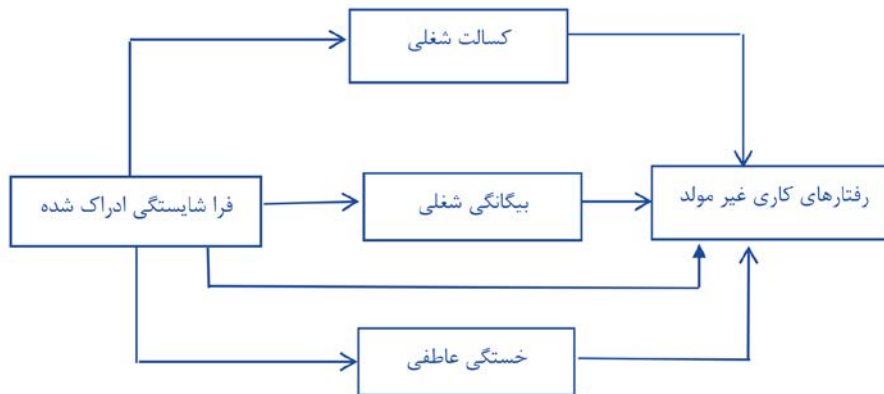 کسالت شغلی
فرا شایستگی ادراک شده
بیگانگی شغلی
رفتارهای کاری غیر مولد
خستگی عاطفی